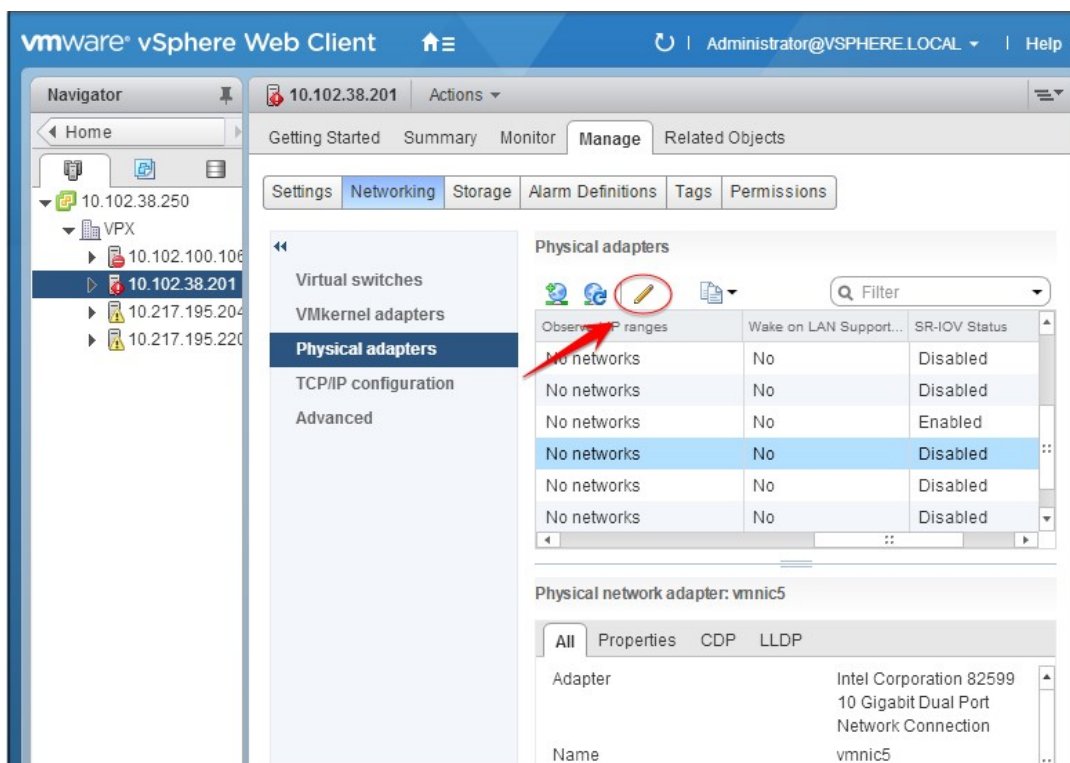 vmware® vSphere Web Client
Administrator@VSPHERE.LOCAL
Help
Navigator
Home
10.102.38.250
VPX
10.102.100.106
10.102.38.201
10.217.195.204
10.217.195.220
10.102.38.201 Actions
Getting Started Summary Monitor Manage Related Objects
Settings Networking Storage Alarm Definitions Tags Permissions
Virtual switches
VMkernel adapters
Physical adapters
TCP/IP configuration
Advanced
Physical adapters
Filter
ranges Wake on LAN Support... SR-IOV Status
No networks No Disabled
No networks No Disabled
No networks No Enabled
No networks No Disabled
No networks No Disabled
No networks No Disabled
Physical network adapter: vmnic5
All Properties CDP LLDP
Adapter Intel Corporation 82599
10 Gigabit Dual Port
Network Connection
Name vmnic5